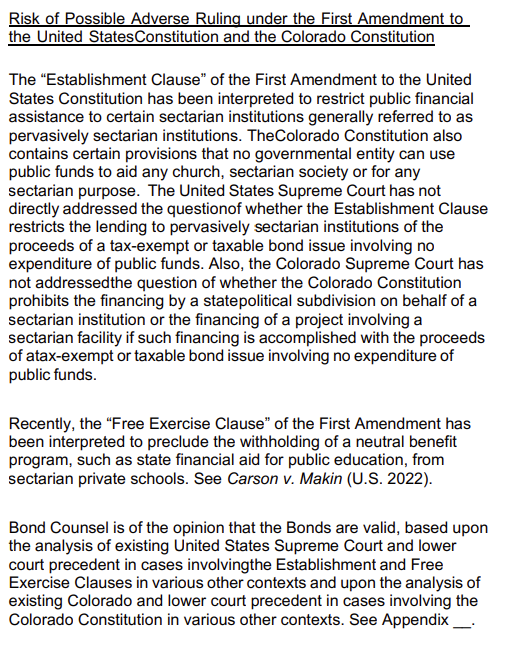 Risk of Possible Adverse Ruling under the First Amendment to
the United StatesConstitution and the Colorado Constitution
The “Establishment Clause” of the First Amendment to the United
States Constitution has been interpreted to restrict public financial
assistance to certain sectarian institutions generally referred to as
pervasively sectarian institutions. TheColorado Constitution also
contains certain provisions that no governmental entity can use
public funds to aid any church, sectarian society or for any
sectarian purpose. The United States Supreme Court has not
directly addressed the questionof whether the Establishment Clause
restricts the lending to pervasively sectarian institutions of the
proceeds of a tax-exempt or taxable bond issue involving no
expenditure of public funds. Also, the Colorado Supreme Court has
not addressedthe question of whether the Colorado Constitution
prohibits the financing by a statepolitical subdivision on behalf of a
sectarian institution or the financing of a project involving a
sectarian facility if such financing is accomplished with the proceeds
of atax-exempt or taxable bond issue involving no expenditure of
public funds.
Recently, the “Free Exercise Clause” of the First Amendment has
been interpreted to preclude the withholding of a neutral benefit
program, such as state financial aid for public education, from
sectarian private schools. See Carson v. Makin (U.S. 2022).
Bond Counsel is of the opinion that the Bonds are valid, based upon
the analysis of existing United States Supreme Court and lower
court precedent in cases involvingthe Establishment and Free
Exercise Clauses in various other contexts and upon the analysis of
existing Colorado and lower court precedent in cases involving the
Colorado Constitution in various other contexts. See Appendix __.